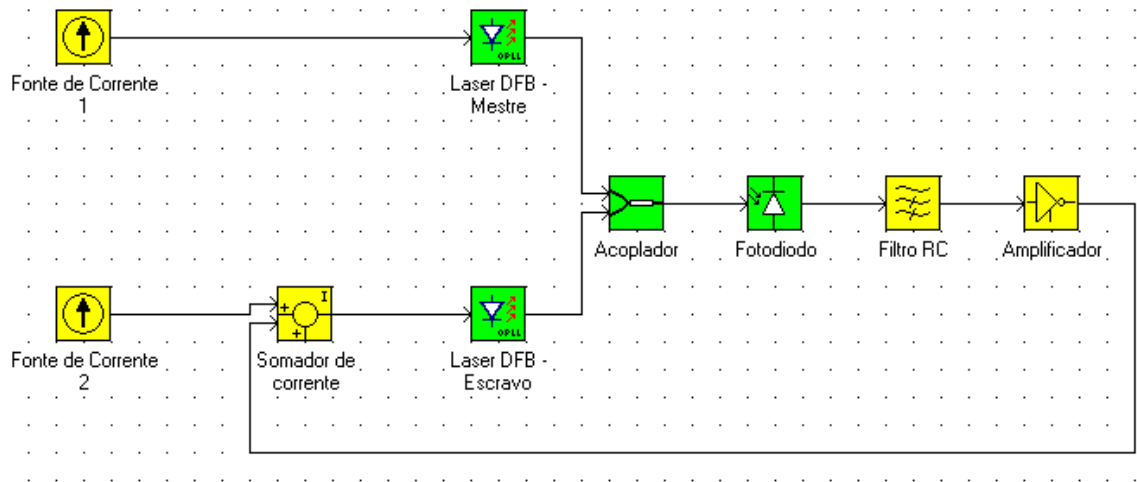 OPLL
Fonte de Corrente
1
Laser DFB -
Mestre
Acoplador
Fotodiodo
Filtro RC
Amplificador
I
+
+
OPLL
Fonte de Corrente
2
Somador de
corrente
Laser DFB -
Escravo